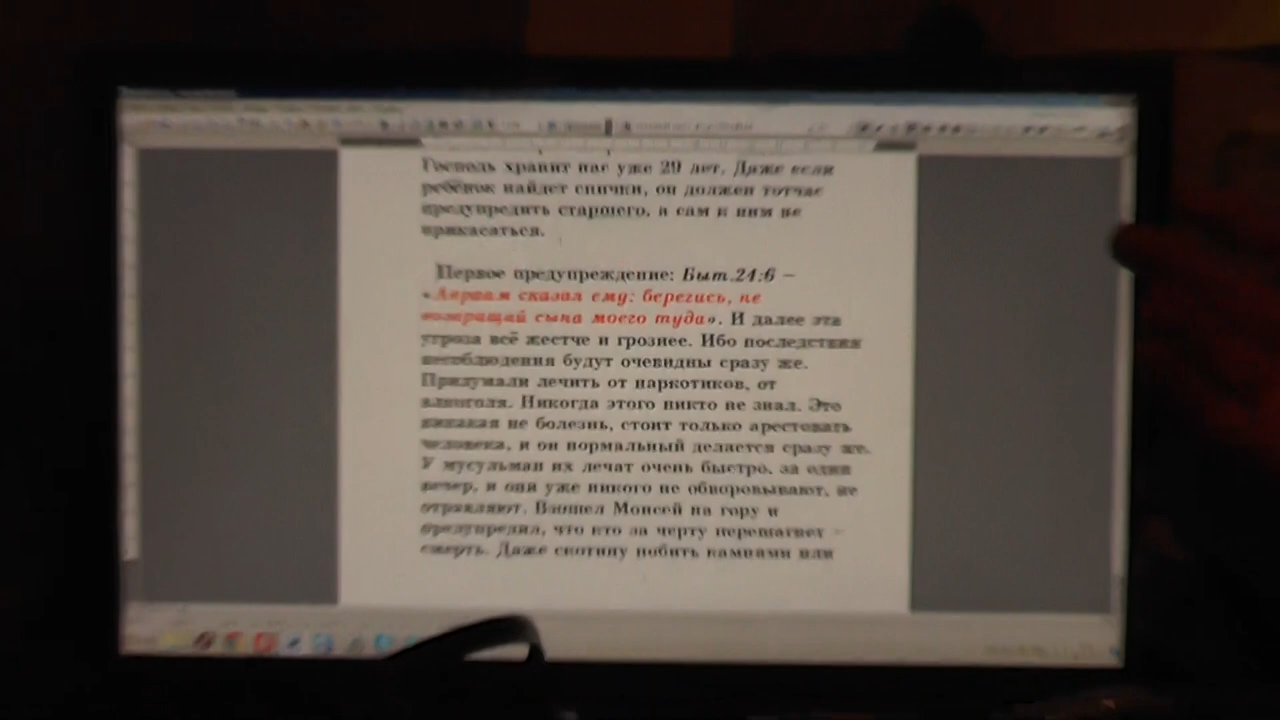 Господь хранит нас уже 29 лет. Даже если
ребёнок найдет спички, он должен тотчас
предупредить старшего, а сам к ним не
прикасаться.
Первое предупреждение: Быт.24:6 –
«Авраам сказал ему: берегись, не
возвращай сына моего туда». И далее эта
угроза всё жестче и грознее. Ибо последствия
несоблюдения будут очевидны сразу же.
Придумали лечить от наркотиков, от
алкоголя. Никогда этого никто не знал. Это
никакая не болезнь, стоит только арестовать
человека, и он нормальный делается сразу же.
У мусульман их лечат очень быстро, за один
вечер, и они уже никого не обворовывают, не
отравляют. Взошел Моисей на гору и
предупредил, что кто за черту перешагнет –
смерть. Даже скотину побить камнями или